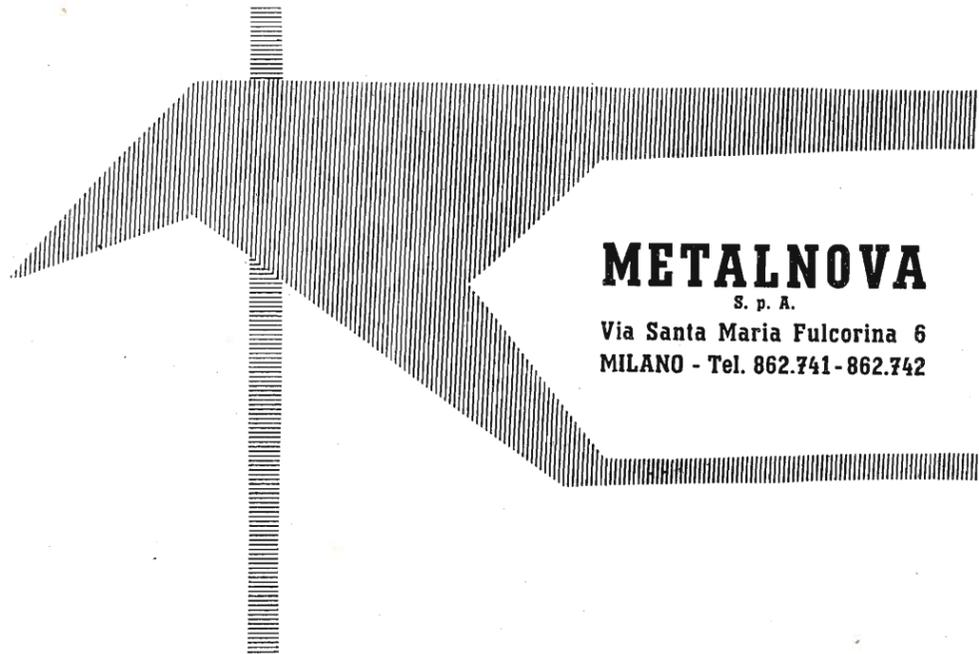 METALNOVA
S. p. A.
Via Santa Maria Fulcorina 6
MILANO - Tel. 862.741-862.742